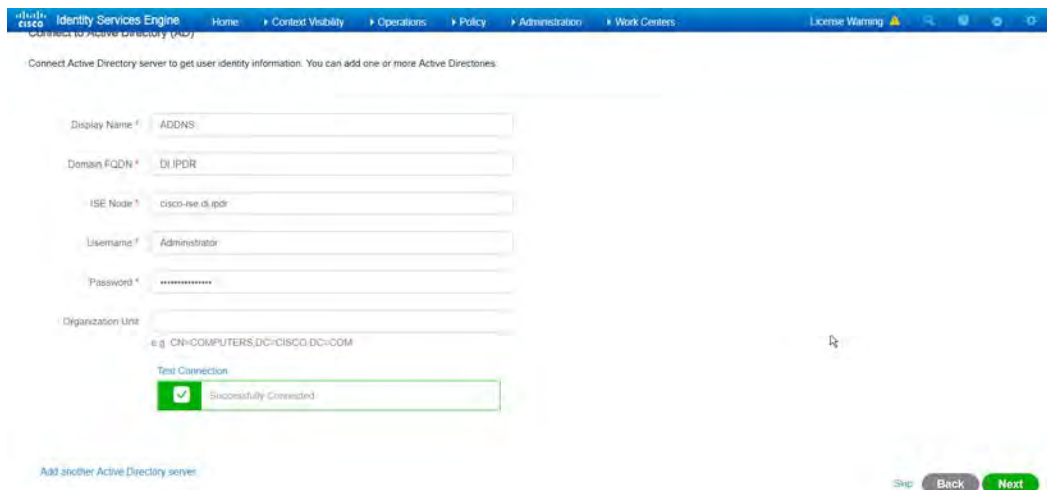 cisco Identity Services Engine Home Context Visibility Operations Policy Administration Work Centers License Warning
Connect to Active Directory (AD)
Connect Active Directory server to get user identity information. You can add one or more Active Directories.
Display Name * ADDNS
Domain FQDN * DI.IPDR
ISE Node * cisco-ise.di.ipdr
Username * Administrator
Password * •••••••••••••••
Organization Unit
e.g. CN=COMPUTERS,DC=CISCO,DC=COM
Test Connection
Successfully Connected
Add another Active Directory server
Skip Back Next